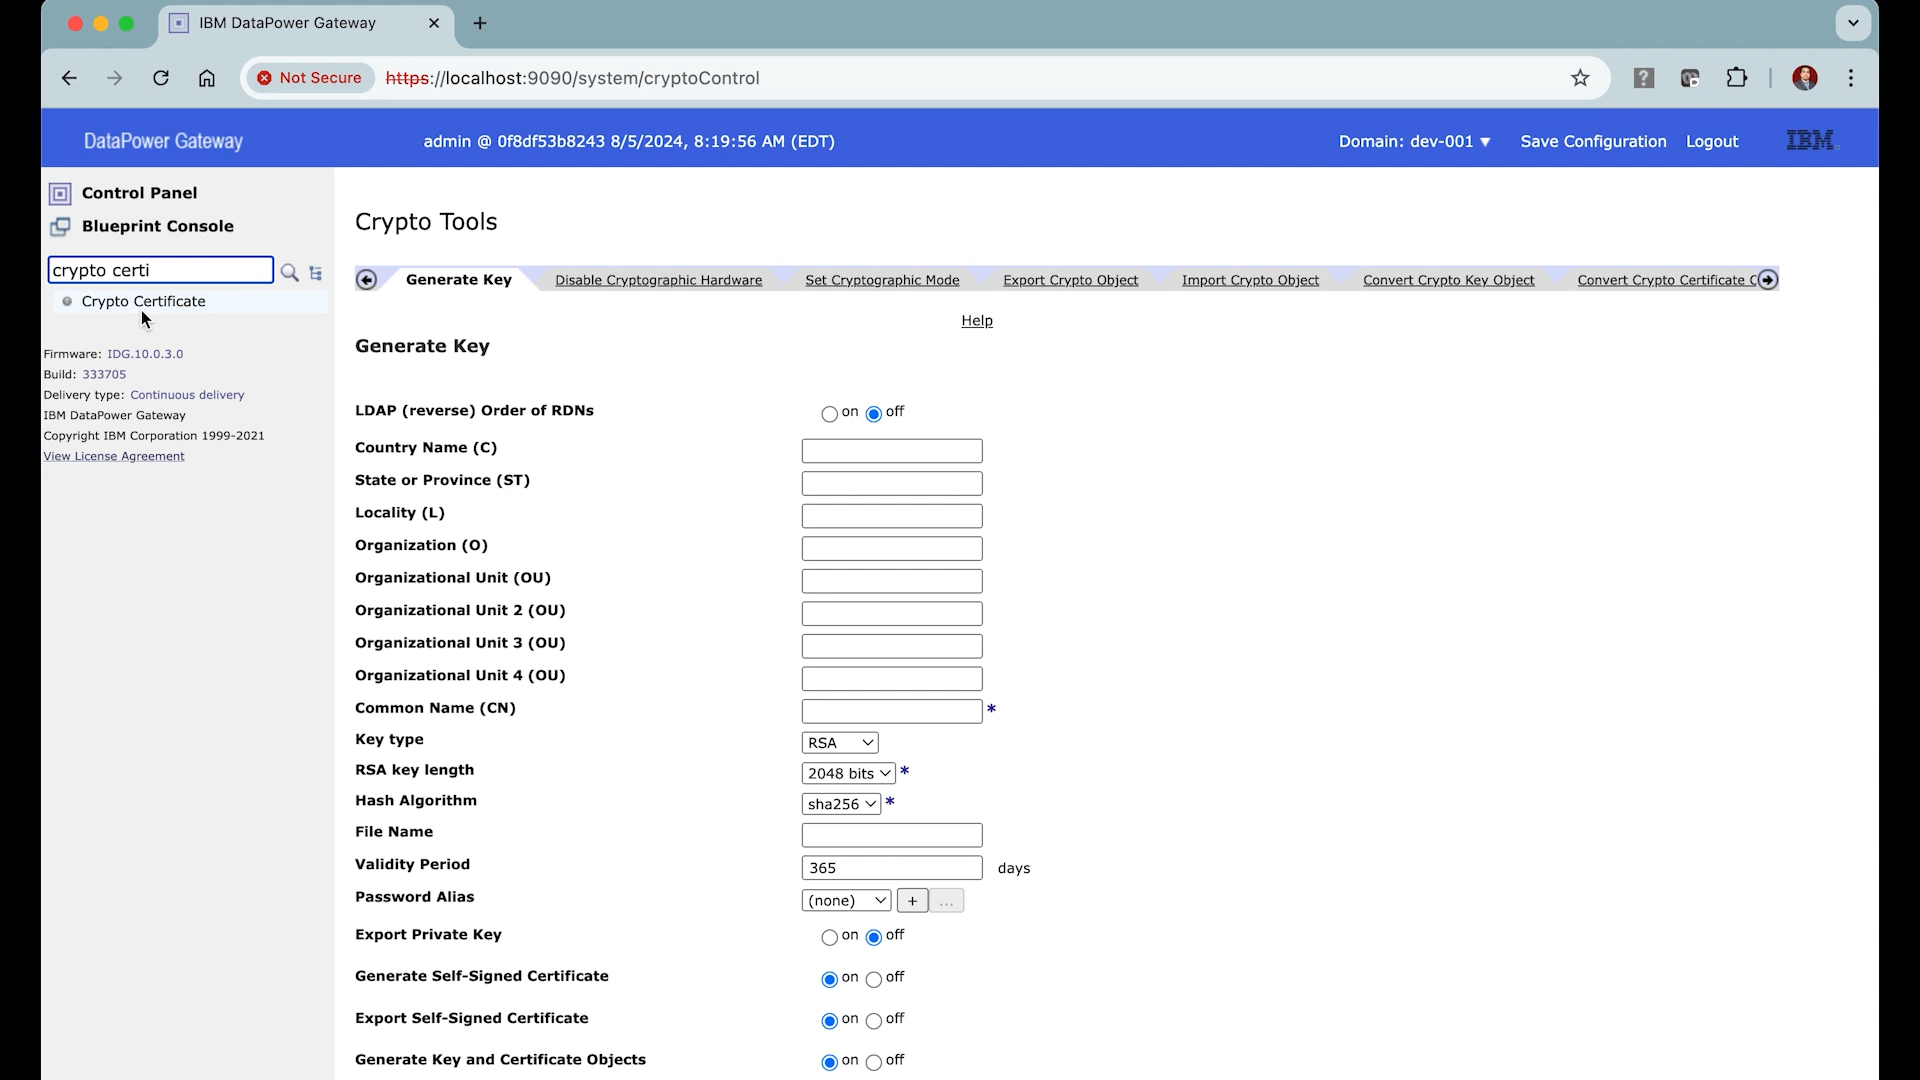 IBM DataPower Gateway
Not Secure https://localhost:9090/system/cryptoControl
DataPower Gateway
admin @ 0f8df53b8243 8/5/2024, 8:19:56 AM (EDT)
Domain: dev-001 ▼ Save Configuration Logout IBM.
Control Panel
Blueprint Console
crypto certi
Crypto Certificate
Firmware: IDG.10.0.3.0
Build: 333705
Delivery type: Continuous delivery
IBM DataPower Gateway
Copyright IBM Corporation 1999-2021
View License Agreement
Crypto Tools
Generate Key Disable Cryptographic Hardware Set Cryptographic Mode Export Crypto Object Import Crypto Object Convert Crypto Key Object Convert Crypto Certificate
Help
Generate Key
LDAP (reverse) Order of RDNs on off
Country Name (C)
State or Province (ST)
Locality (L)
Organization (O)
Organizational Unit (OU)
Organizational Unit 2 (OU)
Organizational Unit 3 (OU)
Organizational Unit 4 (OU)
Common Name (CN) *
Key type RSA
RSA key length 2048 bits *
Hash Algorithm sha256 *
File Name
Validity Period 365 days
Password Alias (none) + ...
Export Private Key on off
Generate Self-Signed Certificate on off
Export Self-Signed Certificate on off
Generate Key and Certificate Objects on off